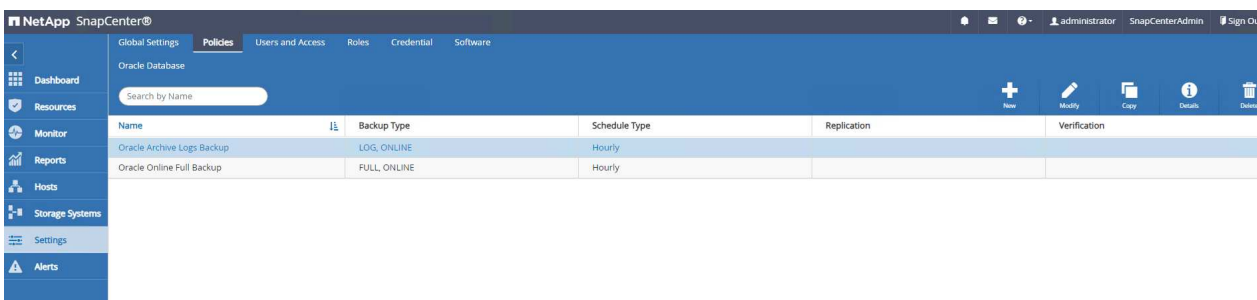 NetApp SnapCenter®
administrator SnapCenterAdmin Sign Ou
Global Settings Policies Users and Access Roles Credential Software
Oracle Database
Dashboard
Search by Name
New Modify Copy Details Delete
Resources
Name Backup Type Schedule Type Replication Verification
Monitor
Oracle Archive Logs Backup LOG, ONLINE Hourly
Reports
Oracle Online Full Backup FULL, ONLINE Hourly
Hosts
Storage Systems
Settings
Alerts